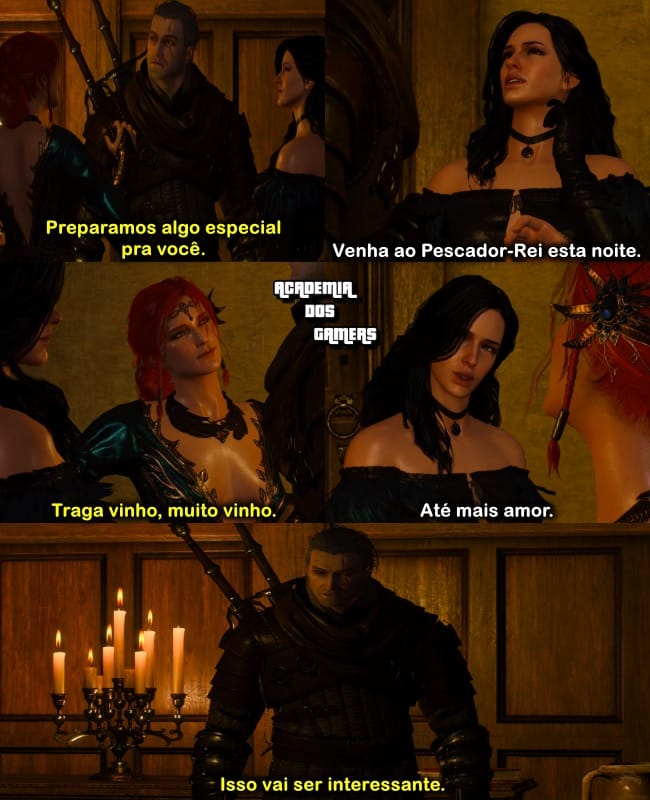 Preparamos algo especial
pra você.
Venha ao Pescador-Rei esta noite.
ACADEMIA
DOS
GAMERS
Traga vinho, muito vinho.
Até mais amor.
Isso vai ser interessante.